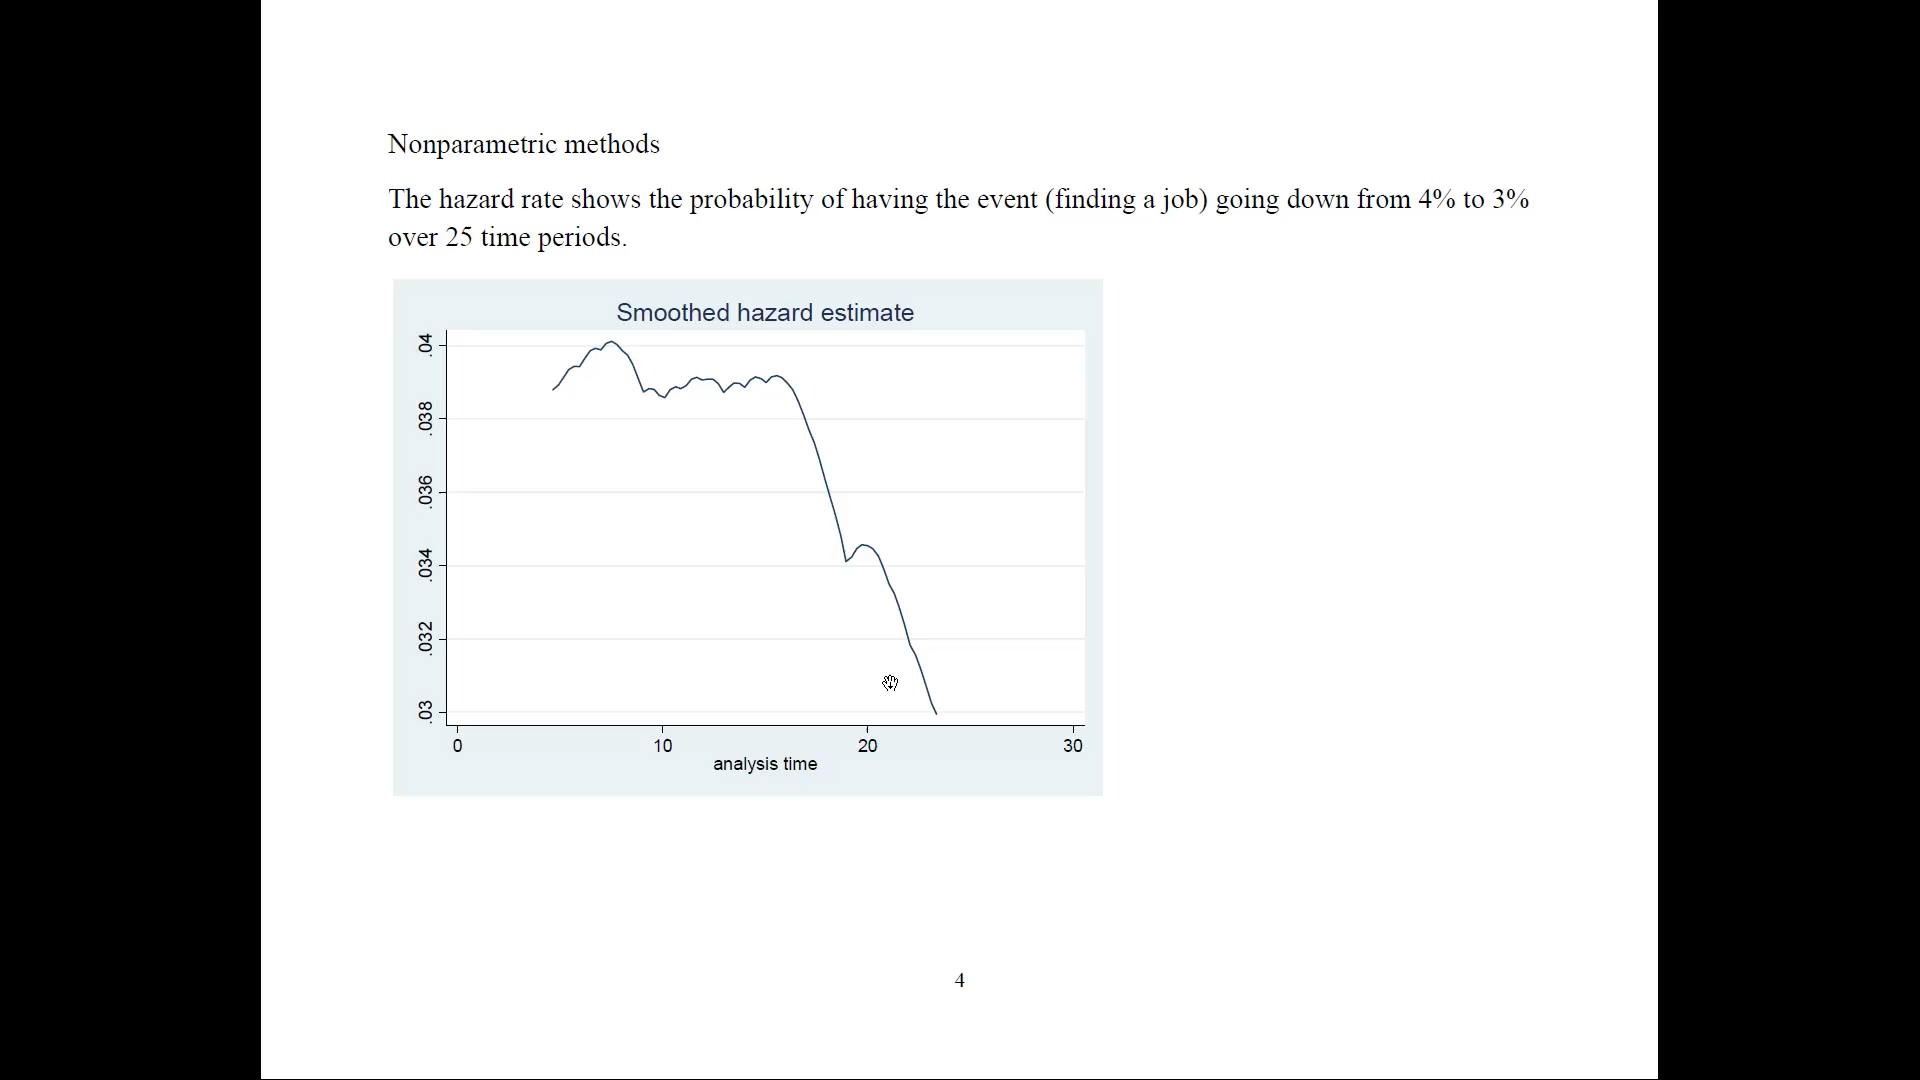 Nonparametric methods
The hazard rate shows the probability of having the event (finding a job) going down from 4% to 3%
over 25 time periods.
Smoothed hazard estimate
.04
.038
.036
.034
.032
.03
0 10 20 30
analysis time
4